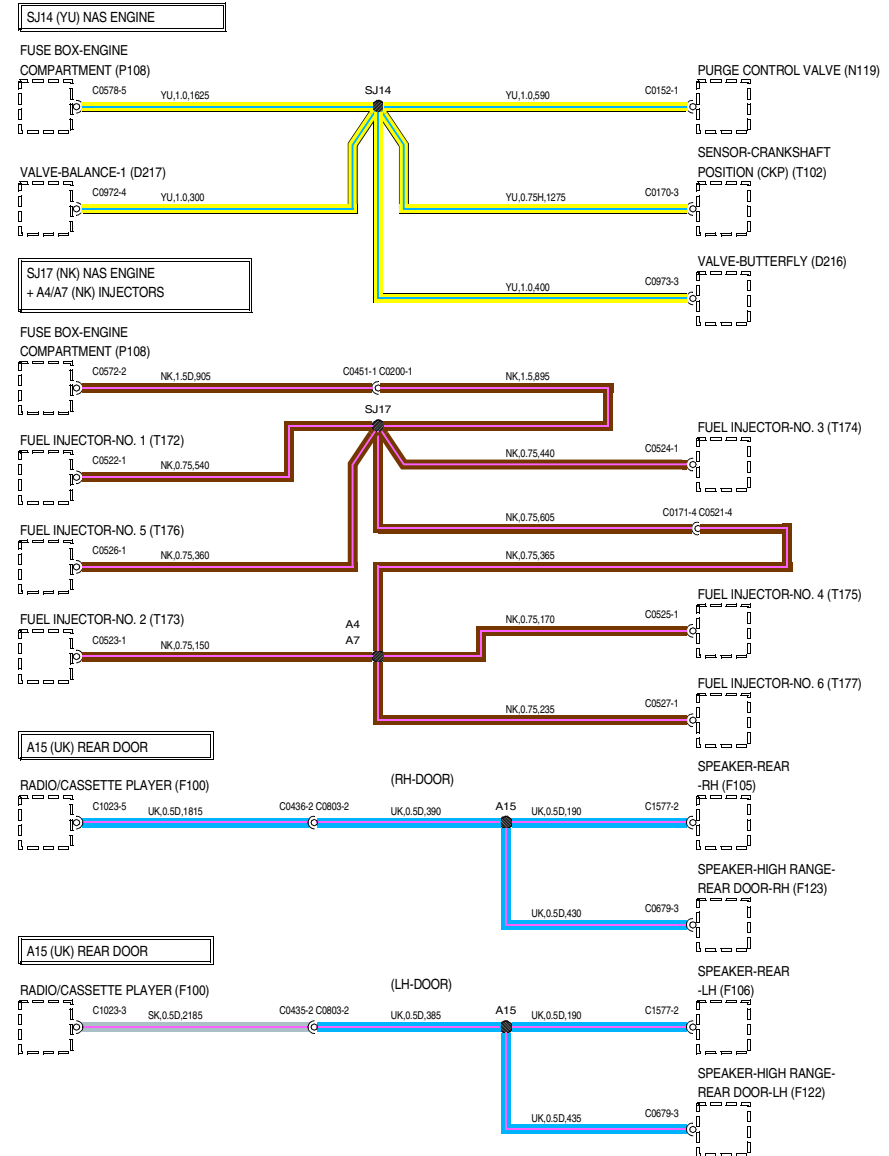 SJ14 (YU) NAS ENGINE
FUSE BOX-ENGINE
COMPARTMENT (P108)
C0578-5
YU,1.0,1625
SJ14
YU,1.0,590
C0152-1
PURGE CONTROL VALVE (N119)
VALVE-BALANCE-1 (D217)
C0972-4
YU,1.0,300
YU,0.75H,1275
C0170-3
SENSOR-CRANKSHAFT
POSITION (CKP) (T102)
YU,1.0,400
C0973-3
VALVE-BUTTERFLY (D216)
SJ17 (NK) NAS ENGINE
+ A4/A7 (NK) INJECTORS
FUSE BOX-ENGINE
COMPARTMENT (P108)
C0572-2
NK,1.5D,905
C0451-1 C0200-1
NK,1.5,895
SJ17
FUEL INJECTOR-NO. 1 (T172)
C0522-1
NK,0.75,540
NK,0.75,440
C0524-1
FUEL INJECTOR-NO. 3 (T174)
NK,0.75,605
C0171-4 C0521-4
FUEL INJECTOR-NO. 5 (T176)
C0526-1
NK,0.75,360
NK,0.75,365
FUEL INJECTOR-NO. 2 (T173)
C0523-1
NK,0.75,150
A4
A7
NK,0.75,170
C0525-1
FUEL INJECTOR-NO. 4 (T175)
NK,0.75,235
C0527-1
FUEL INJECTOR-NO. 6 (T177)
A15 (UK) REAR DOOR
RADIO/CASSETTE PLAYER (F100)
(RH-DOOR)
C1023-5
UK,0.5D,1815
C0436-2 C0803-2
UK,0.5D,390
A15
UK,0.5D,190
C1577-2
SPEAKER-REAR
-RH (F105)
UK,0.5D,430
C0679-3
SPEAKER-HIGH RANGE-
REAR DOOR-RH (F123)
A15 (UK) REAR DOOR
RADIO/CASSETTE PLAYER (F100)
(LH-DOOR)
C1023-3
SK,0.5D,2185
C0435-2 C0803-2
UK,0.5D,385
A15
UK,0.5D,190
C1577-2
SPEAKER-REAR
-LH (F106)
UK,0.5D,435
C0679-3
SPEAKER-HIGH RANGE-
REAR DOOR-LH (F122)